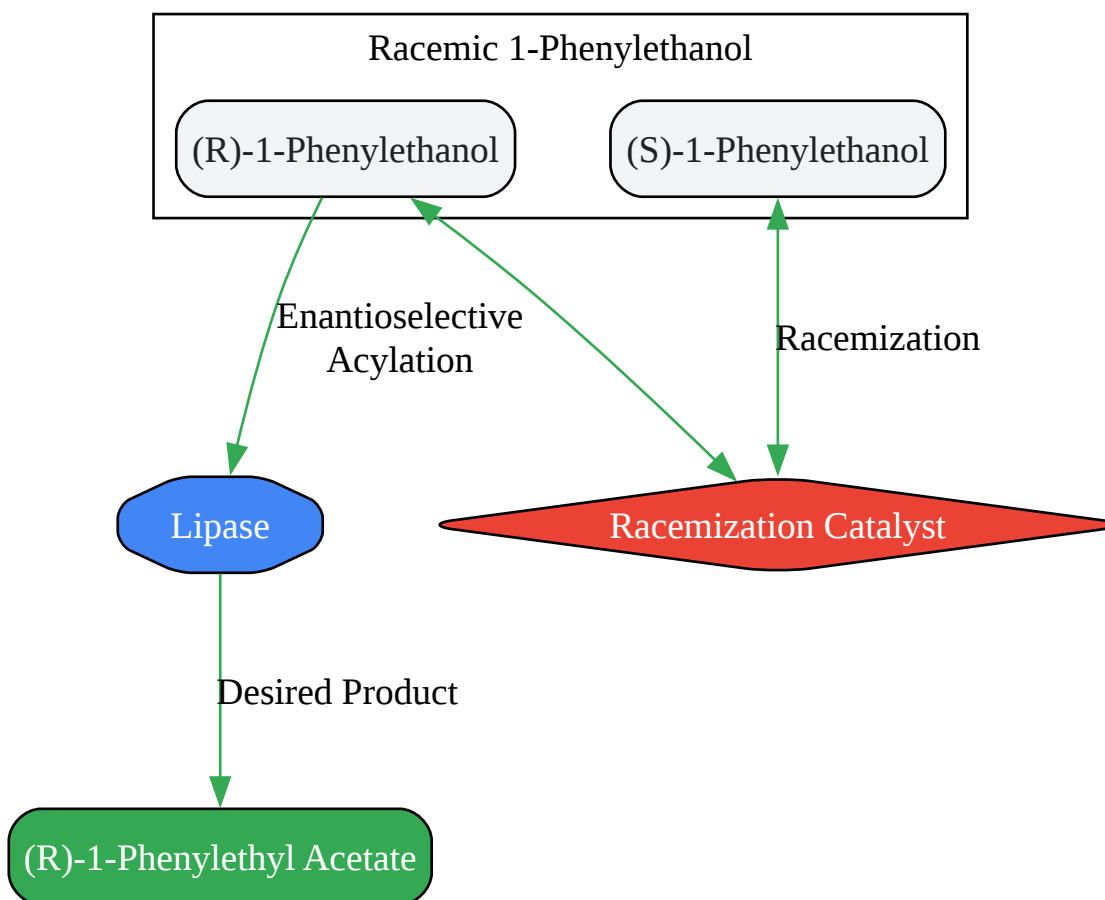 Racemic 1-Phenylethanol
(R)-1-Phenylethanol
(S)-1-Phenylethanol
Enantioselective
Acylation
Racemization
Lipase
Racemization Catalyst
Desired Product
(R)-1-Phenylethyl Acetate